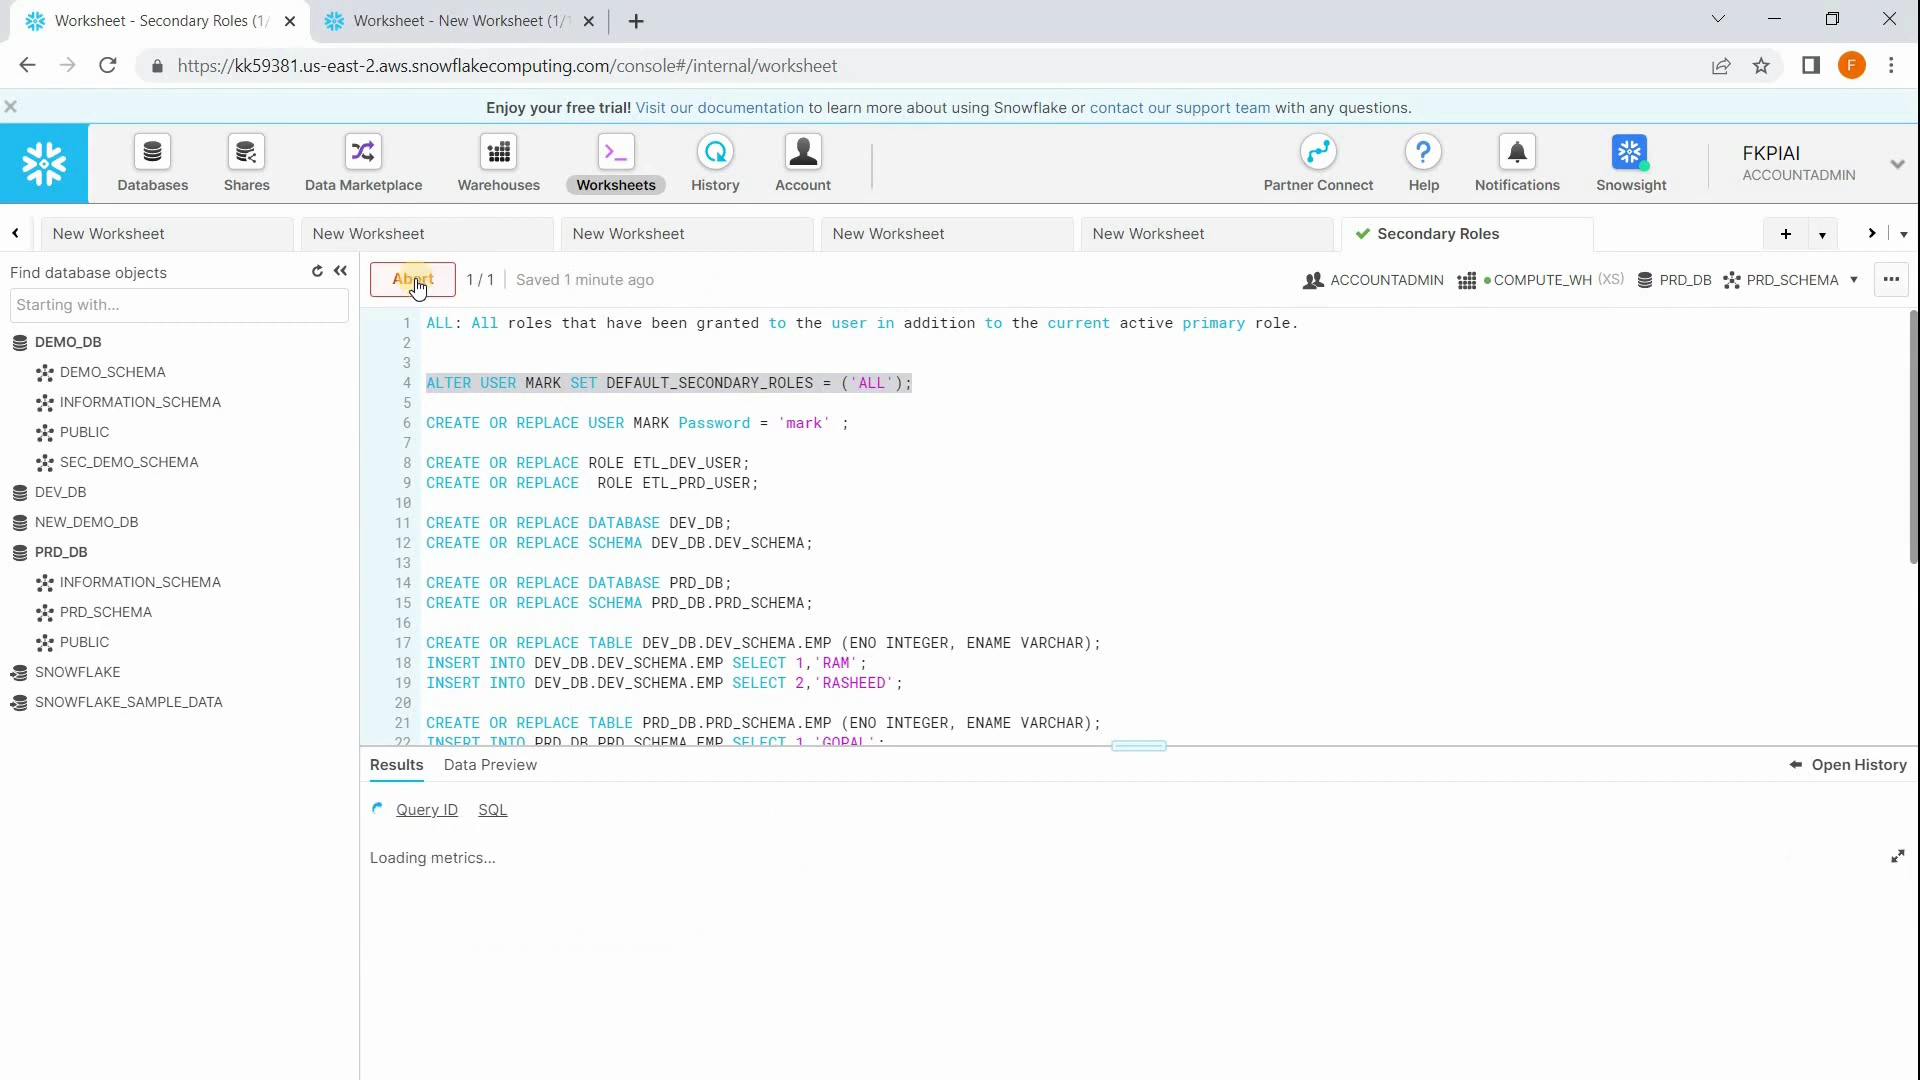 Worksheet - Secondary Roles (1/
Worksheet - New Worksheet (1/
https://kk59381.us-east-2.aws.snowflakecomputing.com/console#/internal/worksheet
F
Enjoy your free trial! Visit our documentation to learn more about using Snowflake or contact our support team with any questions.
Databases
Shares
Data Marketplace
Warehouses
Worksheets
History
Account
Partner Connect
Help
Notifications
Snowsight
FKPIAI
ACCOUNTADMIN
New Worksheet
New Worksheet
New Worksheet
New Worksheet
New Worksheet
Secondary Roles
Find database objects
Starting with...
DEMO_DB
DEMO_SCHEMA
INFORMATION_SCHEMA
PUBLIC
SEC_DEMO_SCHEMA
DEV_DB
NEW_DEMO_DB
PRD_DB
INFORMATION_SCHEMA
PRD_SCHEMA
PUBLIC
SNOWFLAKE
SNOWFLAKE_SAMPLE_DATA
Abort
1 / 1
Saved 1 minute ago
ACCOUNTADMIN
COMPUTE_WH (XS)
PRD_DB
PRD_SCHEMA
1 ALL: All roles that have been granted to the user in addition to the current active primary role.
2
3
4 ALTER USER MARK SET DEFAULT_SECONDARY_ROLES = ('ALL');
5
6 CREATE OR REPLACE USER MARK Password = 'mark' ;
7
8 CREATE OR REPLACE ROLE ETL_DEV_USER;
9 CREATE OR REPLACE  ROLE ETL_PRD_USER;
10
11 CREATE OR REPLACE DATABASE DEV_DB;
12 CREATE OR REPLACE SCHEMA DEV_DB.DEV_SCHEMA;
13
14 CREATE OR REPLACE DATABASE PRD_DB;
15 CREATE OR REPLACE SCHEMA PRD_DB.PRD_SCHEMA;
16
17 CREATE OR REPLACE TABLE DEV_DB.DEV_SCHEMA.EMP (ENO INTEGER, ENAME VARCHAR);
18 INSERT INTO DEV_DB.DEV_SCHEMA.EMP SELECT 1,'RAM';
19 INSERT INTO DEV_DB.DEV_SCHEMA.EMP SELECT 2,'RASHEED';
20
21 CREATE OR REPLACE TABLE PRD_DB.PRD_SCHEMA.EMP (ENO INTEGER, ENAME VARCHAR);
22 INSERT INTO PRD_DB.PRD_SCHEMA.EMP SELECT 1,'GOPAL';
Results
Data Preview
Open History
Query ID
SQL
Loading metrics...